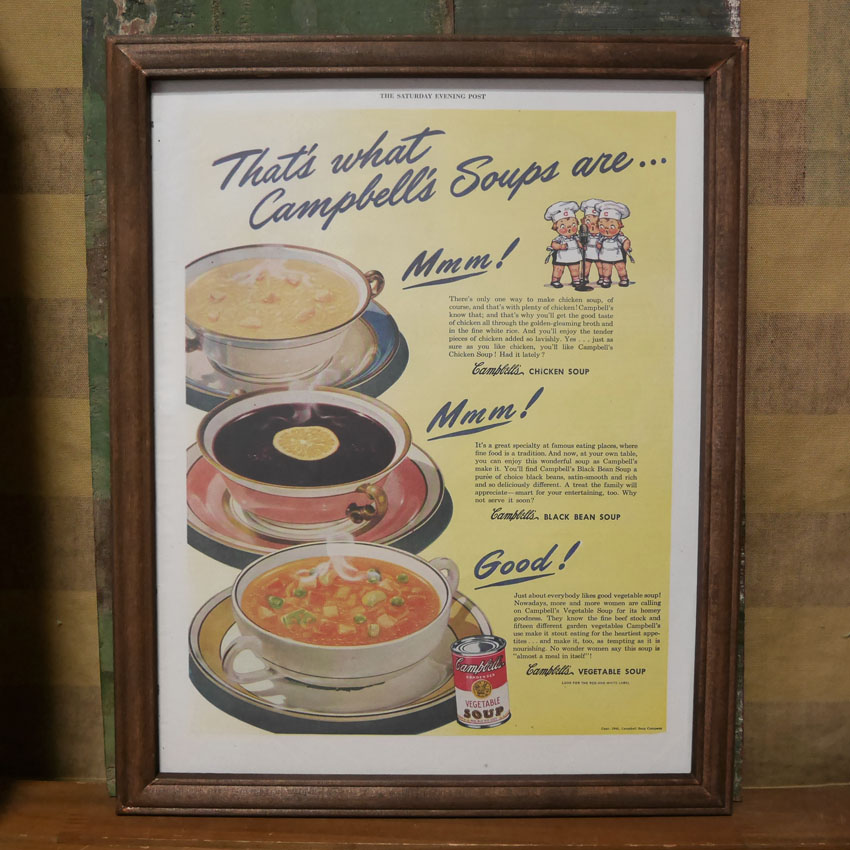 THE SATURDAY EVENING POST
That's what
Campbell's Soups are...
Mmm!
There's only one way to make chicken soup, of
course, and that's with plenty of chicken! Campbell's
know that; and that's why you'll get the good taste
of chicken all through the golden-gleaming broth and
in the fine white rice. And you'll enjoy the tender
pieces of chicken added so lavishly. Yes . . . just as
sure as you like chicken, you'll like Campbell's
Chicken Soup! Had it lately?
Campbell's CHICKEN SOUP
Mmm!
It's a great specialty at famous eating places, where
fine food is a tradition. And now, at your own table,
you can enjoy this wonderful soup as Campbell's
make it. You'll find Campbell's Black Bean Soup a
purée of choice black beans, satin-smooth and rich
and so deliciously different. A treat the family will
appreciate—smart for your entertaining, too. Why
not serve it soon?
Campbell's BLACK BEAN SOUP
Good!
Just about everybody likes good vegetable soup!
Nowadays, more and more women are calling
on Campbell's Vegetable Soup for its homey
goodness. They know the fine beef stock and
fifteen different garden vegetables Campbell's
use make it stout eating for the heartiest appe-
tites . . . and make it, too, as tempting as it is
nourishing. No wonder women say this soup is
"almost a meal in itself"!
Campbell's VEGETABLE SOUP
(LOOK FOR THE RED-AND-WHITE LABEL)
Campbell's
CONDENSED
VEGETABLE
SOUP
Campbell Soup Company